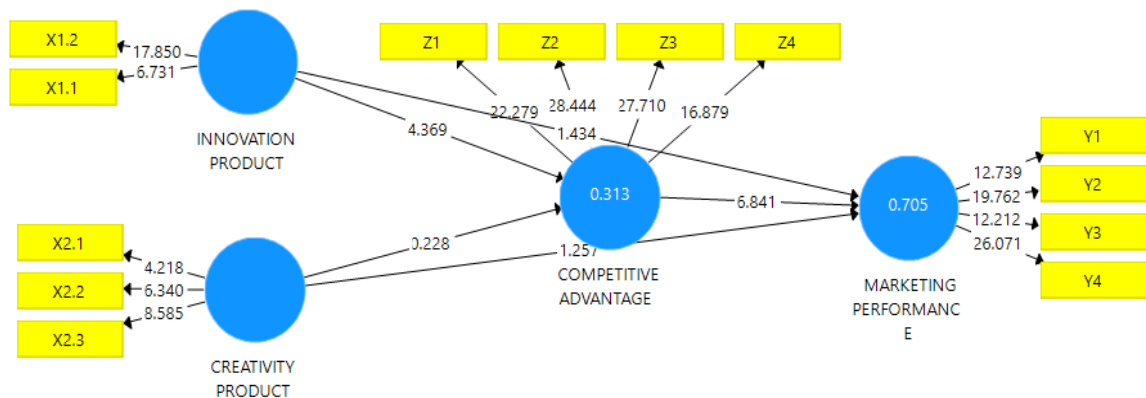 X1.2
17.850
X1.1
6.731
INNOVATION
PRODUCT
Z1
Z2
Z3
Z4
22.279
28.444
27.710
16.879
4.369
1.434
0.313
COMPETITIVE
ADVANTAGE
0.228
1.257
6.841
X2.1
4.218
X2.2
6.340
X2.3
8.585
CREATIVITY
PRODUCT
0.705
MARKETING
PERFORMANC
E
12.739
Y1
19.762
Y2
12.212
Y3
26.071
Y4